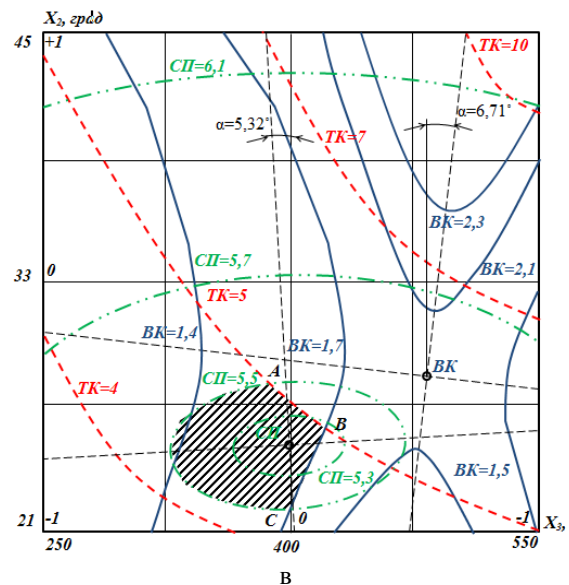 X2, град
45
+1
СП=6,1
ТК=10
α=5,32°
ТК=7
α=6,71°
ВК=2,3
СП=5,7
ВК=2,1
0
33
ТК=5
ВК=1,4
ВК=1,7
ВК
ТК=4
СП=5,5
А
В
СП
ВК=1,5
СП=5,3
С
21
-1
0
-1
X3,
250
400
550
в